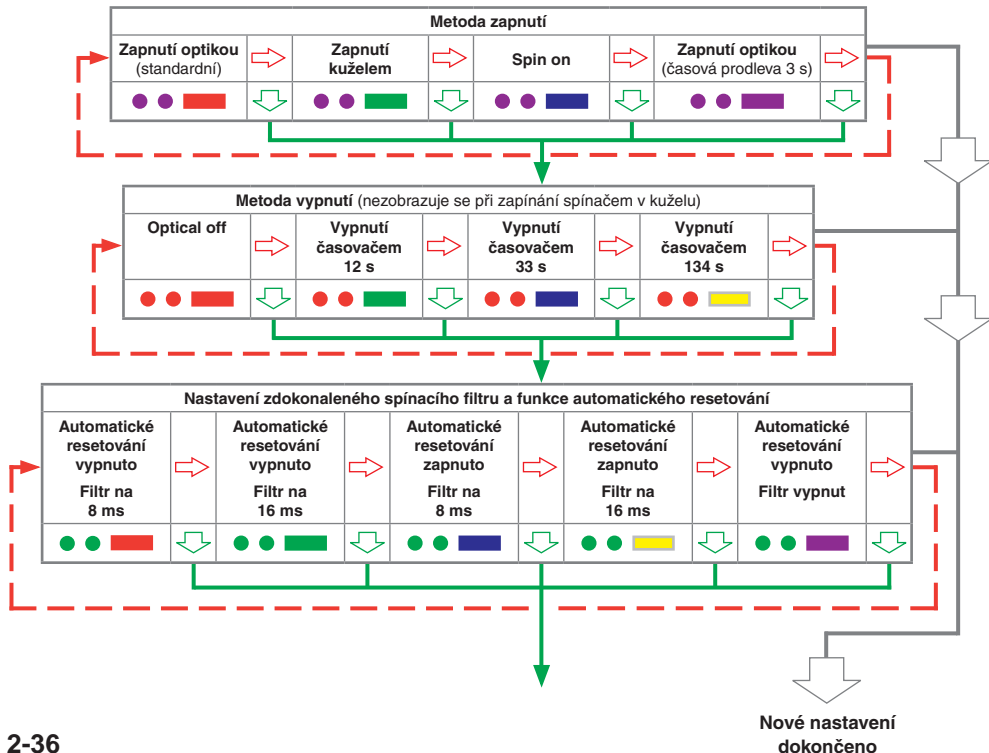 Metoda zapnutí
Zapnutí optikou
(standardní)
Zapnutí
kuželem
Spin on
Zapnutí optikou
(časová prodleva 3 s)
Metoda vypnutí (nezobrazuje se při zapínání spínačem v kuželu)
Optical off
Vypnutí
časovačem
12 s
Vypnutí
časovačem
33 s
Vypnutí
časovačem
134 s
Nastavení zdokonaleného spínacího filtru a funkce automatického resetování
Automatické
resetování
vypnuto
Filtr na
8 ms
Automatické
resetování
vypnuto
Filtr na
16 ms
Automatické
resetování
zapnuto
Filtr na
8 ms
Automatické
resetování
zapnuto
Filtr na
16 ms
Automatické
resetování
vypnuto
Filtr vypnut
Nové nastavení
dokončeno
2-36